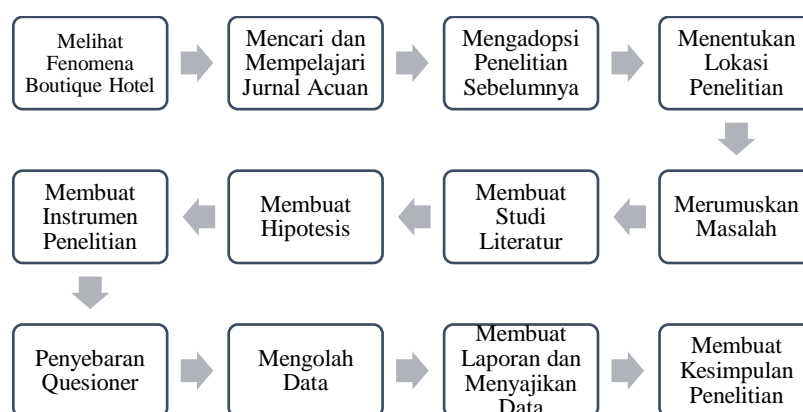 Melihat
Fenomena
Boutique Hotel
Mencari dan
Mempelajari
Jurnal Acuan
Mengadopsi
Penelitian
Sebelumnya
Menentukan
Lokasi
Penelitian
Merumuskan
Masalah
Membuat
Studi
Literatur
Membuat
Hipotesis
Membuat
Instrumen
Penelitian
Penyebaran
Quesioner
Mengolah
Data
Membuat
Laporan dan
Menyajikan
Data
Membuat
Kesimpulan
Penelitian